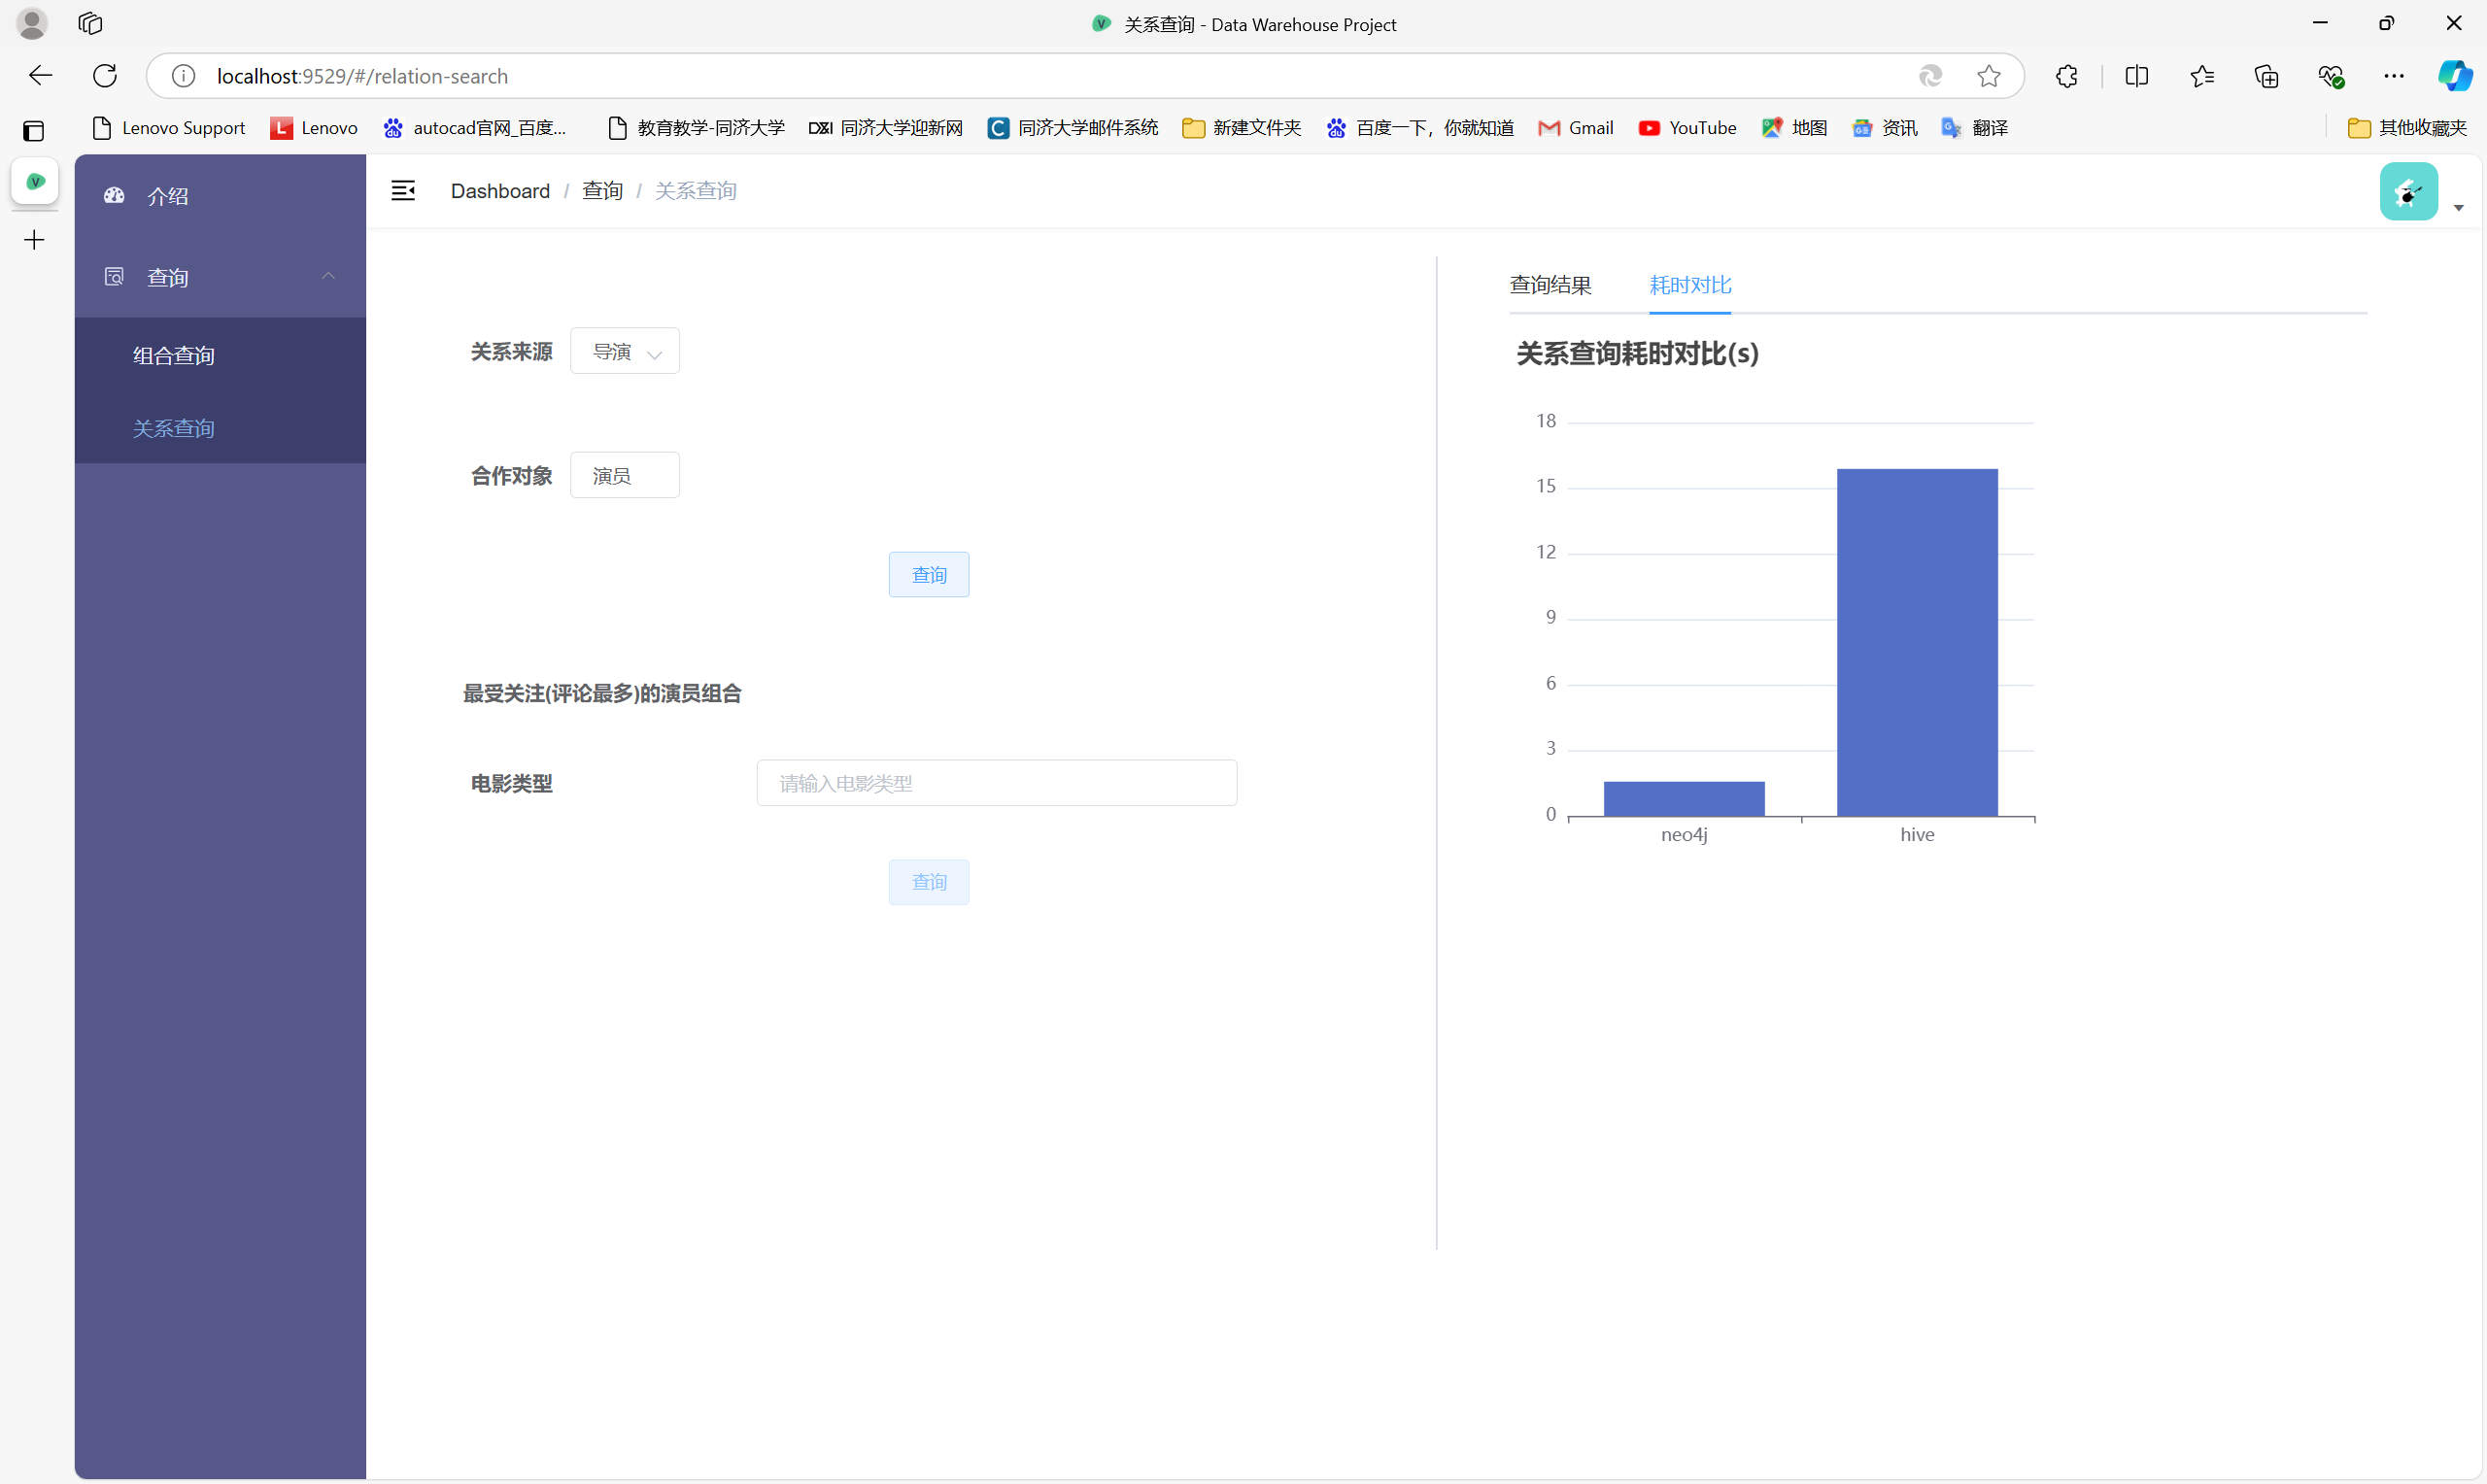 关系查询 - Data Warehouse Project
localhost:9529/#/relation-search
Lenovo Support
L Lenovo
autocad官网_百度...
教育教学-同济大学
同济大学迎新网
C 同济大学邮件系统
新建文件夹
百度一下，你就知道
Gmail
YouTube
地图
资讯
翻译
其他收藏夹
介绍
查询
组合查询
关系查询
Dashboard / 查询 / 关系查询
关系来源 导演
合作对象 演员
查询
最受关注(评论最多)的演员组合
电影类型 请输入电影类型
查询
查询结果 耗时对比
关系查询耗时对比(s)
18
15
12
9
6
3
0
neo4j hive